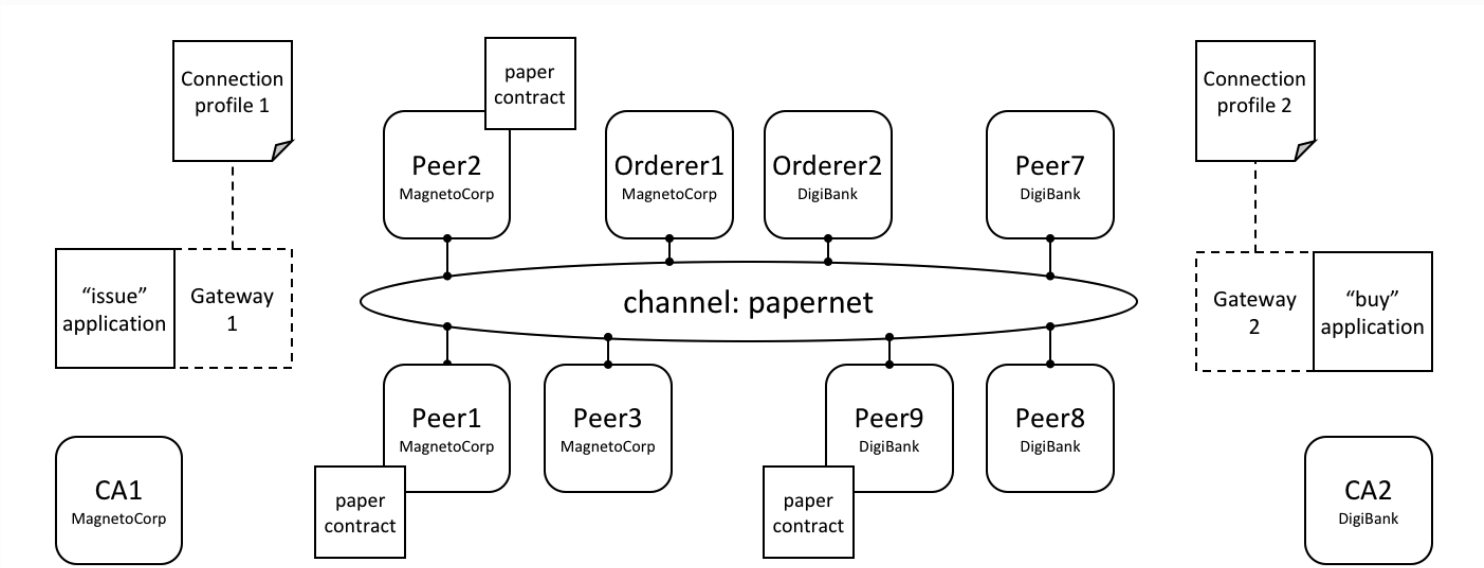 Connection
profile 1
paper
contract
Connection
profile 2
Peer2
MagnetoCorp
Orderer1
MagnetoCorp
Orderer2
DigiBank
Peer7
DigiBank
“issue”
application
Gateway
1
channel: papernet
Gateway
2
“buy”
application
Peer1
MagnetoCorp
Peer3
MagnetoCorp
Peer9
DigiBank
Peer8
DigiBank
CA1
MagnetoCorp
paper
contract
paper
contract
CA2
DigiBank